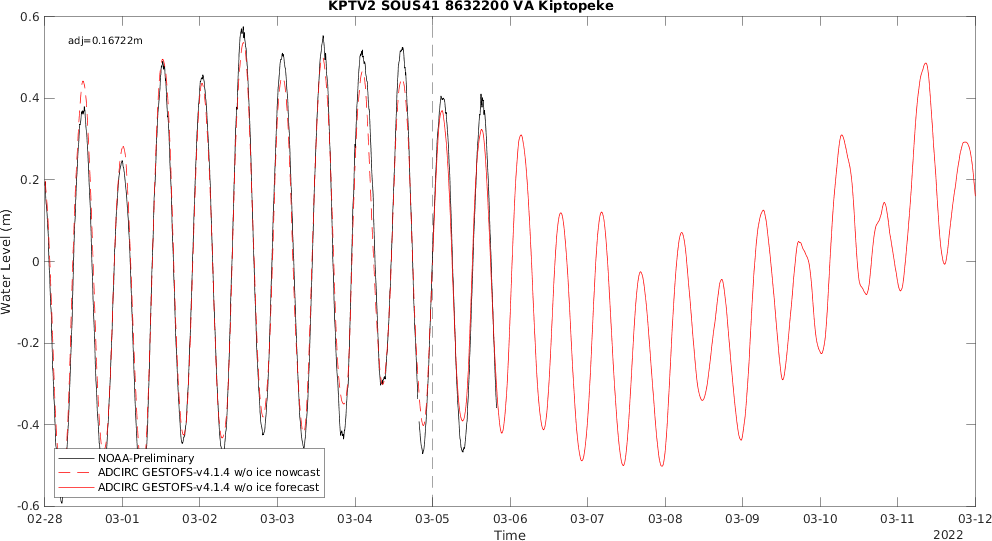 KPTV2 SOUS41 8632200 VA Kiptopeke
adj=0.16722m
0.6
0.4
0.2
0
-0.2
-0.4
-0.6
Water Level (m)
NOAA-Preliminary
ADCIRC GESTOFS-v4.1.4 w/o ice nowcast
ADCIRC GESTOFS-v4.1.4 w/o ice forecast
02-28 03-01 03-02 03-03 03-04 03-05 03-06 03-07 03-08 03-09 03-10 03-11 03-12
Time
2022